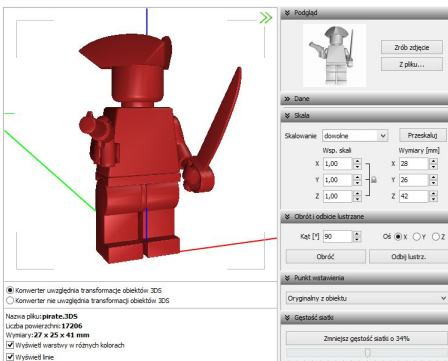 Podgląd
Zrób zdjęcie
Z pliku...
Dane
Skala
Skalowanie dowolne Przeskaluj
Wsp. skali Wymiary [mm]
X 1,00 X 28
Y 1,00 Y 26
Z 1,00 Z 42
Obrót i odbicie lustrzane
Kąt [°] 90 Oś X Y Z
Obróć Odbij lustrz.
Punkt wstawienia
Oryginalny z obiektu
Gęstość siatki
Zmniejsz gęstość siatki o 34%
Konwerter uwzględnia transformacje obiektów 3DS
Konwerter nie uwzględnia transformacji obiektów 3DS
Nazwa pliku:pirate.3DS
Liczba powierzchni:17206
Wymiary:27 x 25 x 41 mm
Wyświetl warstwy w różnych kolorach
Wyświetl linie